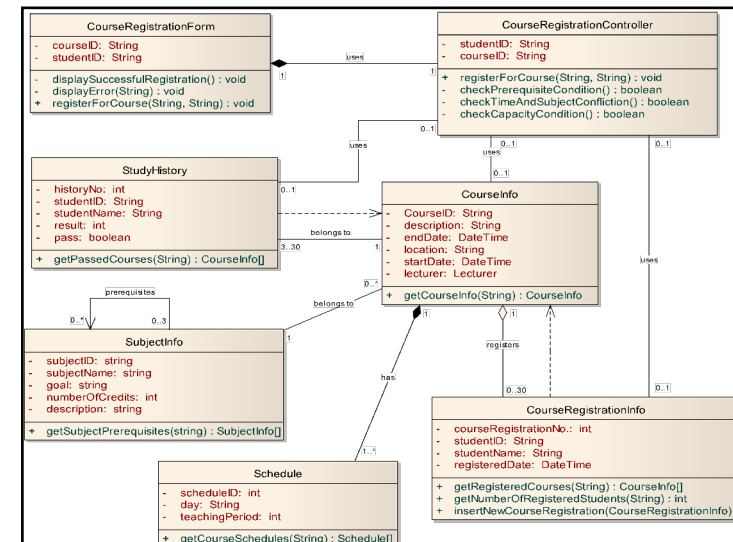 CourseRegistrationForm
- courseID: String
- studentID: String
- displaySuccessfulRegistration() : void
- displayError(String) : void
+ registerForCourse(String, String) : void
uses
1
1
CourseRegistrationController
- studentID: String
- courseID: String
+ registerForCourse(String, String) : void
- checkPrerequisiteCondition() : boolean
- checkTimeAndSubjectConfliction() : boolean
- checkCapacityCondition() : boolean
0..1
uses
0..1
0..1
uses
0..1
0..1
uses
0..1
StudyHistory
- historyNo: int
- studentID: String
- studentName: String
- result: int
- pass: boolean
+ getPassedCourses(String) : CourseInfo[]
belongs to
3..30
1
CourseInfo
- CourseID: String
- description: String
- endDate: DateTime
- location: String
- startDate: DateTime
- lecturer: Lecturer
+ getCourseInfo(String) : CourseInfo
prerequisites
0..*
0..3
0..*
belongs to
1
SubjectInfo
- subjectID: string
- subjectName: string
- goal: string
- numberOfCredits: int
- description: string
+ getSubjectPrerequisites(string) : SubjectInfo[]
1
has
1..*
1
registers
0..30
CourseRegistrationInfo
- courseRegistrationNo.: int
- studentID: String
- studentName: String
- registeredDate: DateTime
+ getRegisteredCourses(String) : CourseInfo[]
+ getNumberOfRegisteredStudents(String) : int
+ insertNewCourseRegistration(CourseRegistrationInfo)
Schedule
- scheduleID: int
- day: String
- teachingPeriod: int
+ getCourseSchedules(String) : Schedule[]